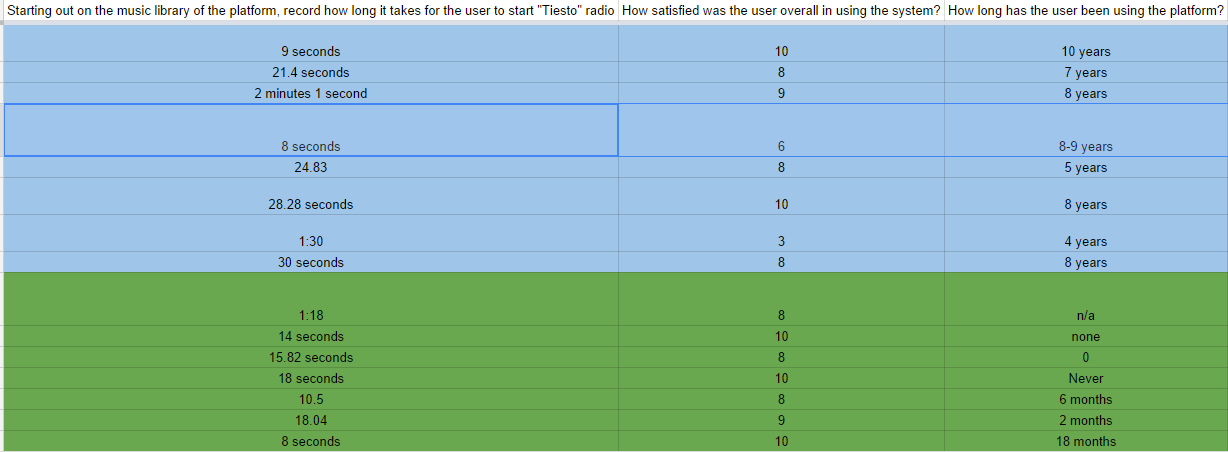 Starting out on the music library of the platform, record how long it takes for the user to start "Tiesto" radio How satisfied was the user overall in using the system? How long has the user been using the platform?
9 seconds 10 10 years
21.4 seconds 8 7 years
2 minutes 1 second 9 8 years
8 seconds 6 8-9 years
24.83 8 5 years
28.28 seconds 10 8 years
1:30 3 4 years
30 seconds 8 8 years
1:18 8 n/a
14 seconds 10 none
15.82 seconds 8 0
18 seconds 10 Never
10.5 8 6 months
18.04 9 2 months
8 seconds 10 18 months